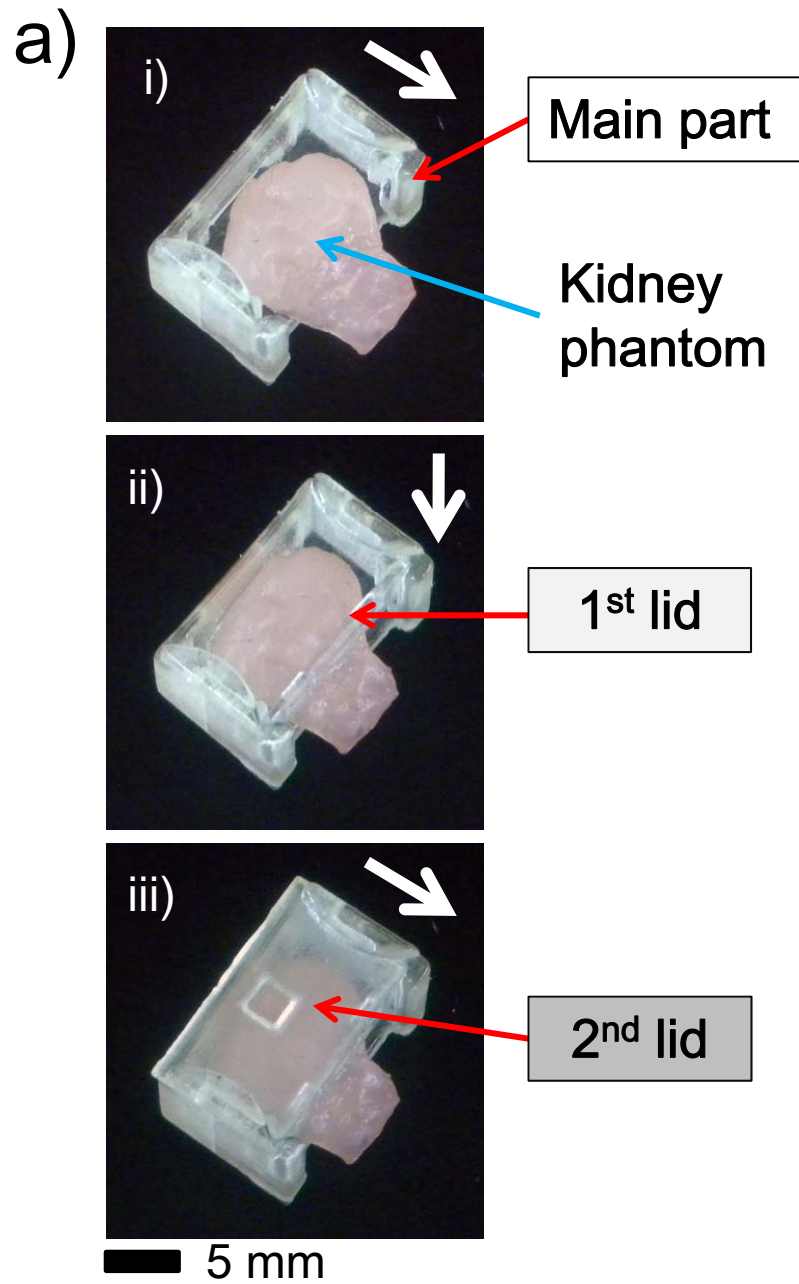 a)
i)
Main part
Kidney
phantom
ii)
1st lid
iii)
2nd lid
5 mm